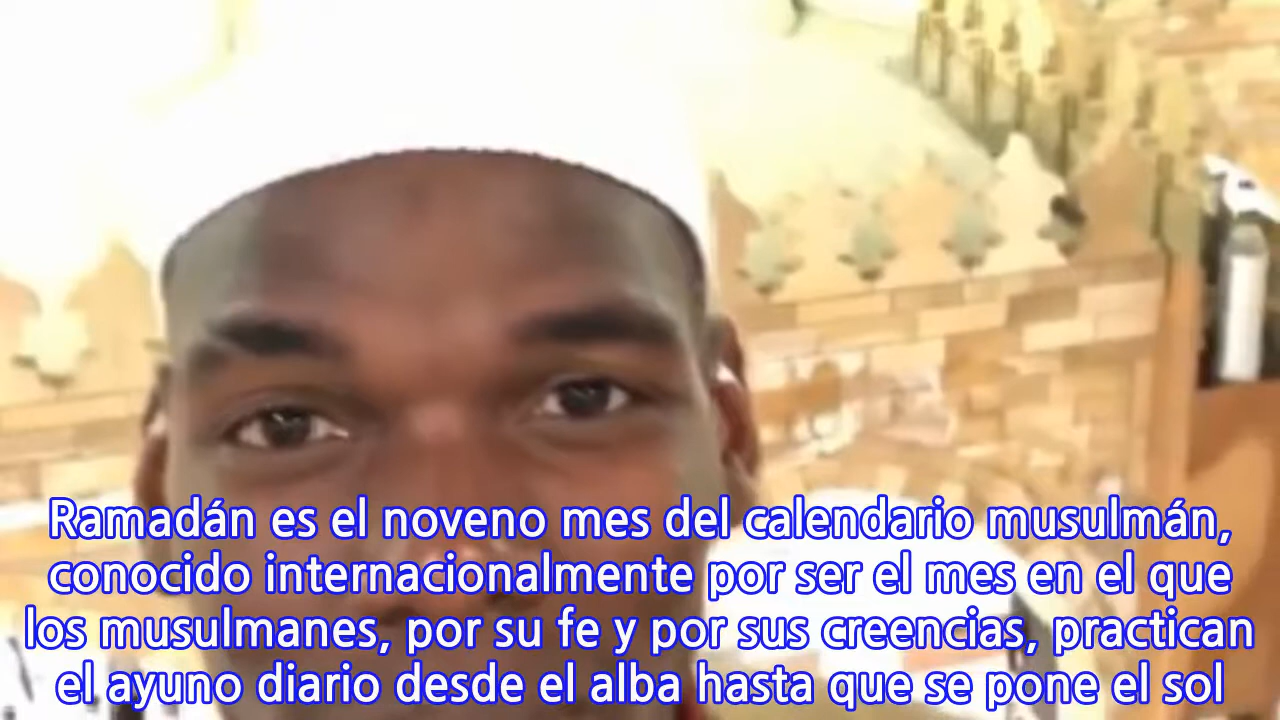 Ramadán es el noveno mes del calendario musulmán,
conocido internacionalmente por ser el mes en el que
los musulmanes, por su fe y por sus creencias, practican
el ayuno diario desde el alba hasta que se pone el sol